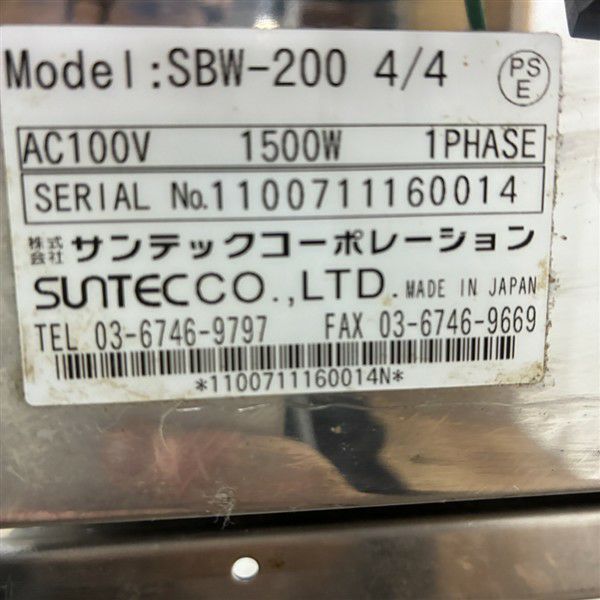 Model:SBW-200 4/4
PS
E
AC100V 1500W 1PHASE
SERIAL No.1100711160014
株式会社 サンテックコーポレーション
SUNTECCO.,LTD. MADE IN JAPAN
TEL 03-6746-9797 FAX 03-6746-9669
*1100711160014N*